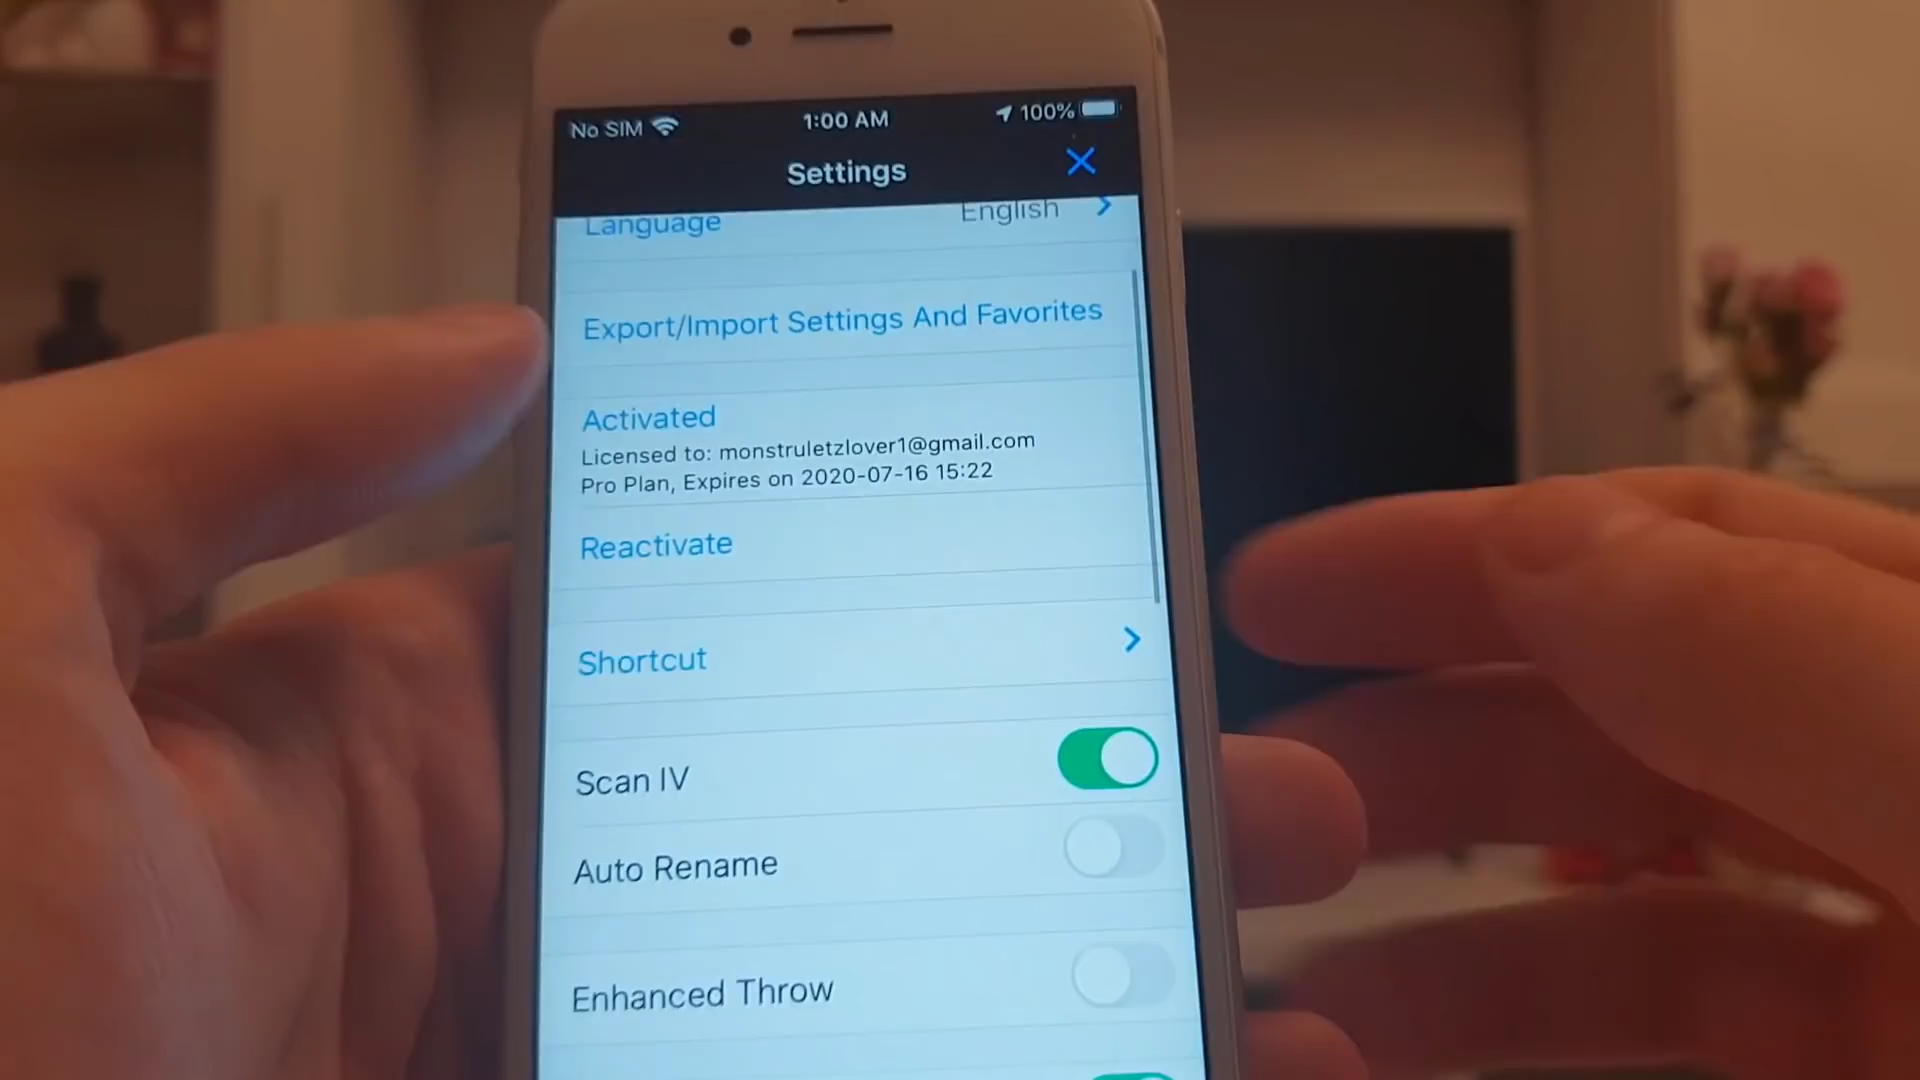 No SIM 1:00 AM 100%
Settings
Language English
Export/Import Settings And Favorites
Activated
Licensed to: monstruletzlover1@gmail.com
Pro Plan, Expires on 2020-07-16 15:22
Reactivate
Shortcut
Scan IV
Auto Rename
Enhanced Throw